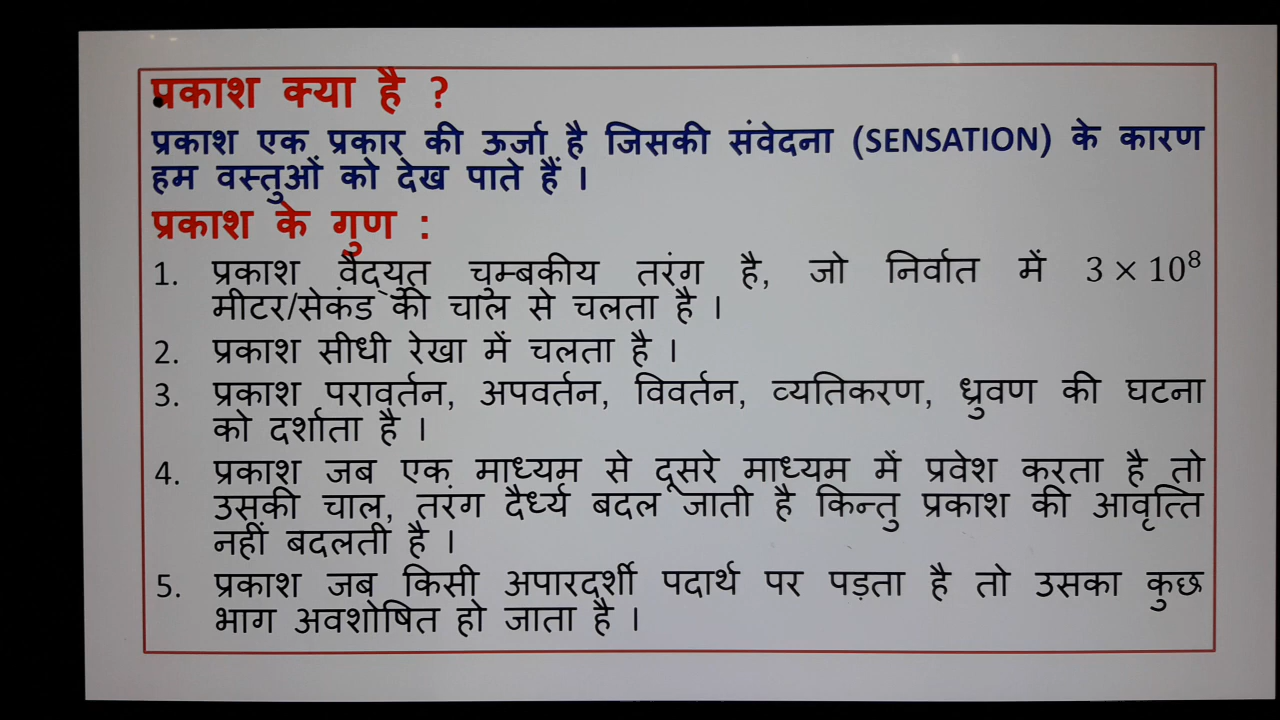 प्रकाश क्या है ?
प्रकाश एक प्रकार की ऊर्जा है जिसकी संवेदना (SENSATION) के कारण
हम वस्तुओं को देख पाते हैं ।
प्रकाश के गुण :
1. प्रकाश वैद्युत चुम्बकीय तरंग है, जो निर्वात में 3 × 10⁸
मीटर/सेकंड की चाल से चलता है ।
2. प्रकाश सीधी रेखा में चलता है ।
3. प्रकाश परावर्तन, अपवर्तन, विवर्तन, व्यतिकरण, ध्रुवण की घटना
को दर्शाता है ।
4. प्रकाश जब एक माध्यम से दूसरे माध्यम में प्रवेश करता है तो
उसकी चाल, तरंग दैर्ध्य बदल जाती है किन्तु प्रकाश की आवृत्ति
नहीं बदलती है ।
5. प्रकाश जब किसी अपारदर्शी पदार्थ पर पड़ता है तो उसका कुछ
भाग अवशोषित हो जाता है ।